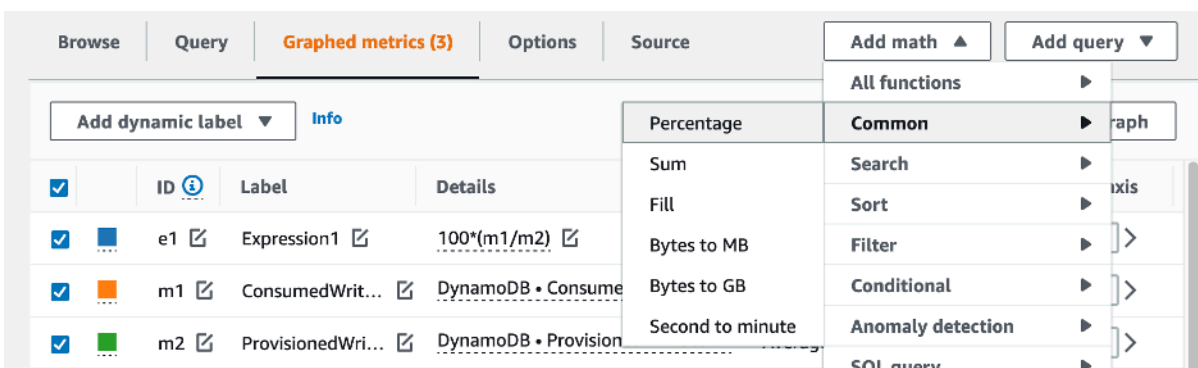 Browse Query Graphed metrics (3) Options Source Add math Add query
All functions
Add dynamic label Info Percentage Common
Sum Search
ID Label Details
Fill Sort
e1 Expression1 100*(m1/m2) Bytes to MB Filter
m1 ConsumedWrit... DynamoDB • Consume Bytes to GB Conditional
m2 ProvisionedWri... DynamoDB • Provision Second to minute Anomaly detection
SQL query